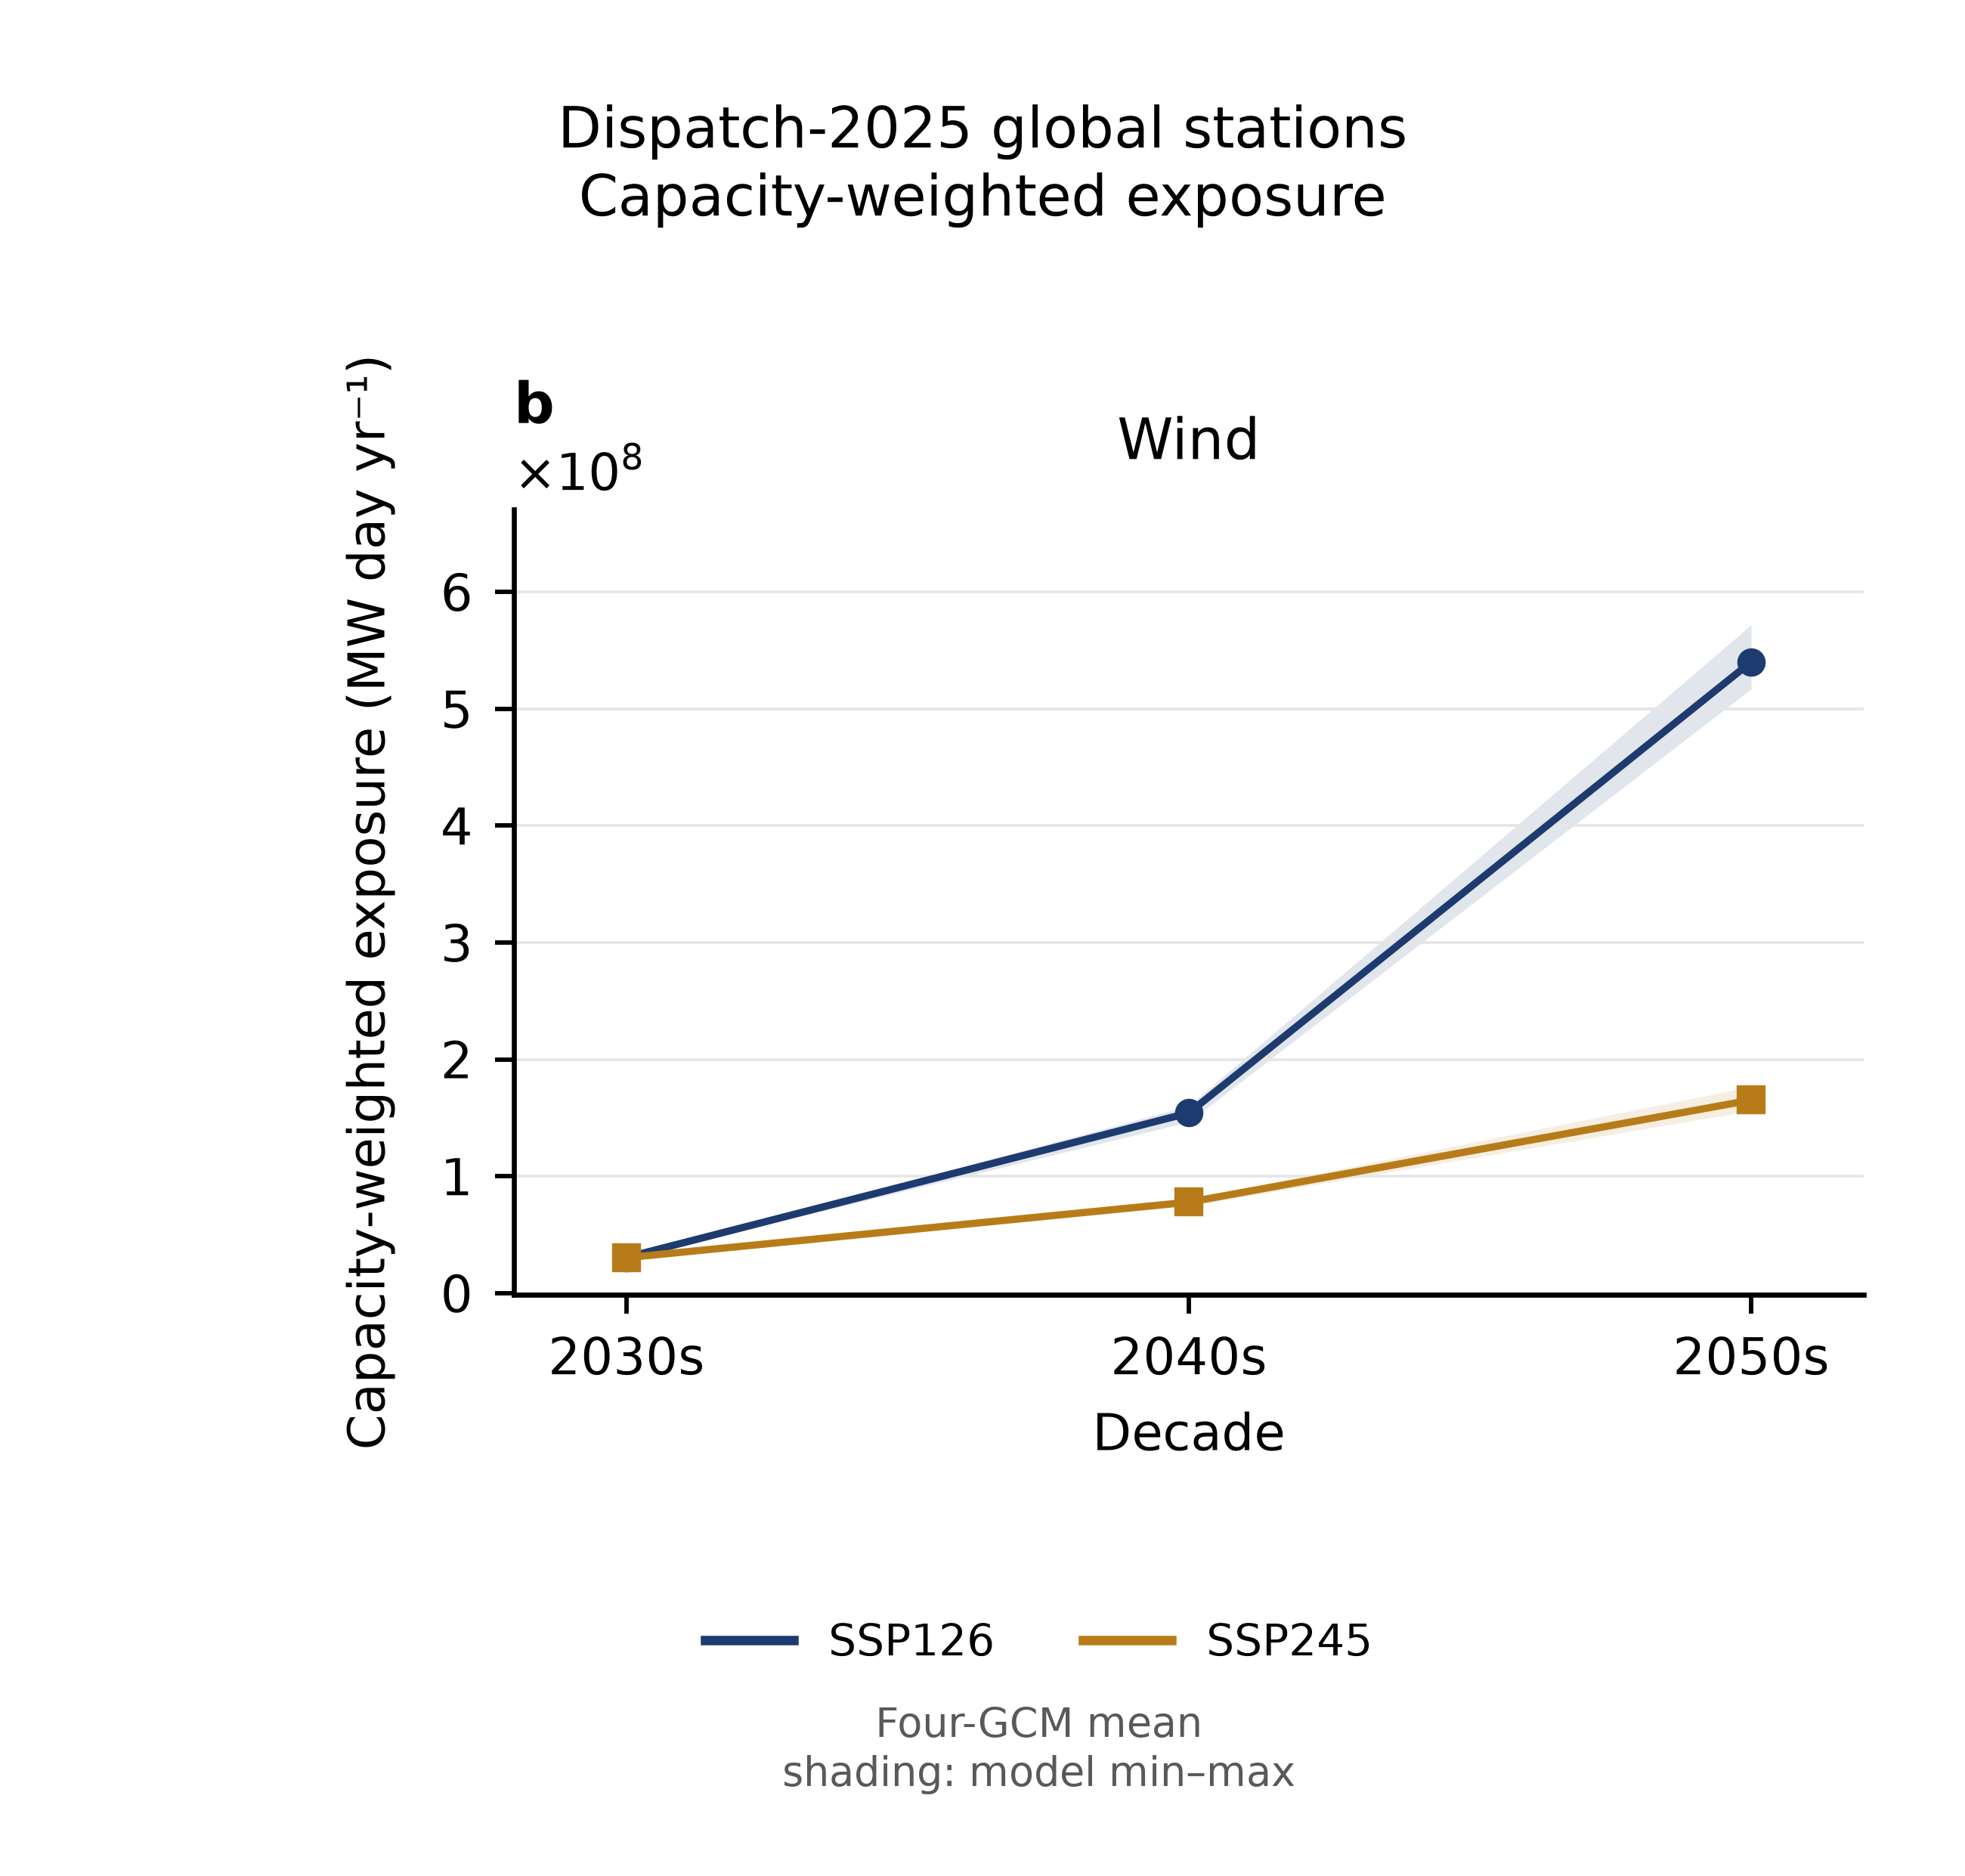 Dispatch-2025 global stations
Capacity-weighted exposure
b
×10⁸
Wind
Capacity-weighted exposure (MW day yr⁻¹)
6
5
4
3
2
1
0
2030s 2040s 2050s
Decade
SSP126 SSP245
Four-GCM mean
shading: model min–max